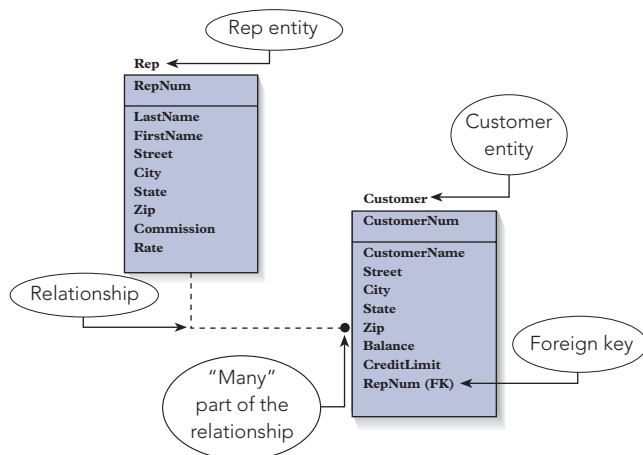 Rep entity
Rep
RepNum
LastName
FirstName
Street
City
State
Zip
Commission
Rate
Customer
entity
Customer
CustomerNum
CustomerName
Street
City
State
Zip
Balance
CreditLimit
RepNum (FK)
Relationship
Foreign key
"Many"
part of the
relationship